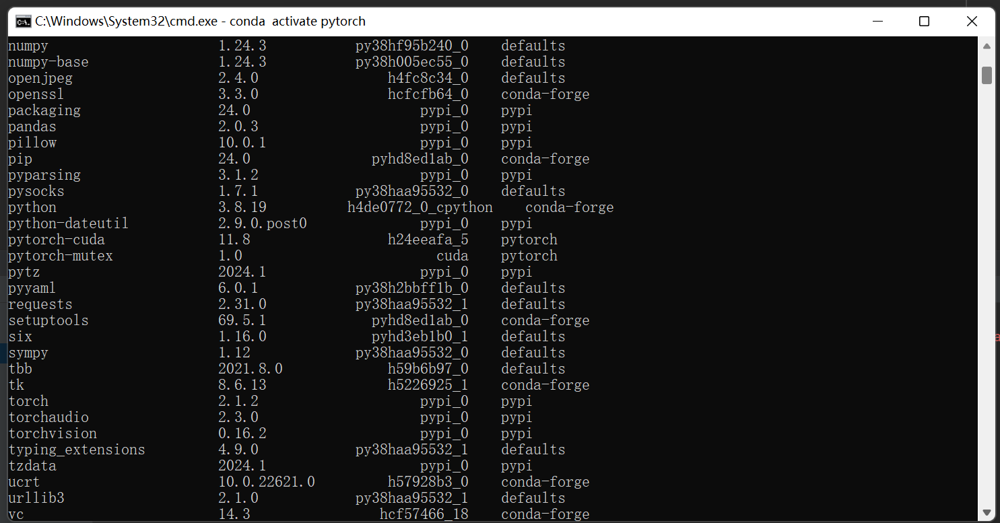 C:\Windows\System32\cmd.exe - conda  activate pytorch
numpy                     1.24.3           py38hf95b240_0    defaults
numpy-base                1.24.3           py38h005ec55_0    defaults
openjpeg                  2.4.0                h4fc8c34_0    defaults
openssl                   3.3.0                hcfcfb64_0    conda-forge
packaging                 24.0                     pypi_0    pypi
pandas                    2.0.3                    pypi_0    pypi
pillow                    10.0.1                   pypi_0    pypi
pip                       24.0               pyhd8ed1ab_0    conda-forge
pyparsing                 3.1.2                    pypi_0    pypi
pysocks                   1.7.1            py38haa95532_0    defaults
python                    3.8.19          h4de0772_0_cpython    conda-forge
python-dateutil           2.9.0.post0              pypi_0    pypi
pytorch-cuda              11.8                 h24eeafa_5    pytorch
pytorch-mutex             1.0                        cuda    pytorch
pytz                      2024.1                   pypi_0    pypi
pyyaml                    6.0.1            py38h2bbff1b_0    defaults
requests                  2.31.0           py38haa95532_1    defaults
setuptools                69.5.1             pyhd8ed1ab_0    conda-forge
six                       1.16.0             pyhd3eb1b0_1    defaults
sympy                     1.12             py38haa95532_0    defaults
tbb                       2021.8.0             h59b6b97_0    defaults
tk                        8.6.13               h5226925_1    conda-forge
torch                     2.1.2                    pypi_0    pypi
torchaudio                2.3.0                    pypi_0    pypi
torchvision               0.16.2                   pypi_0    pypi
typing_extensions         4.9.0            py38haa95532_1    defaults
tzdata                    2024.1                   pypi_0    pypi
ucrt                      10.0.22621.0         h57928b3_0    conda-forge
urllib3                   2.1.0            py38haa95532_1    defaults
vc                        14.3                hcf57466_18    conda-forge